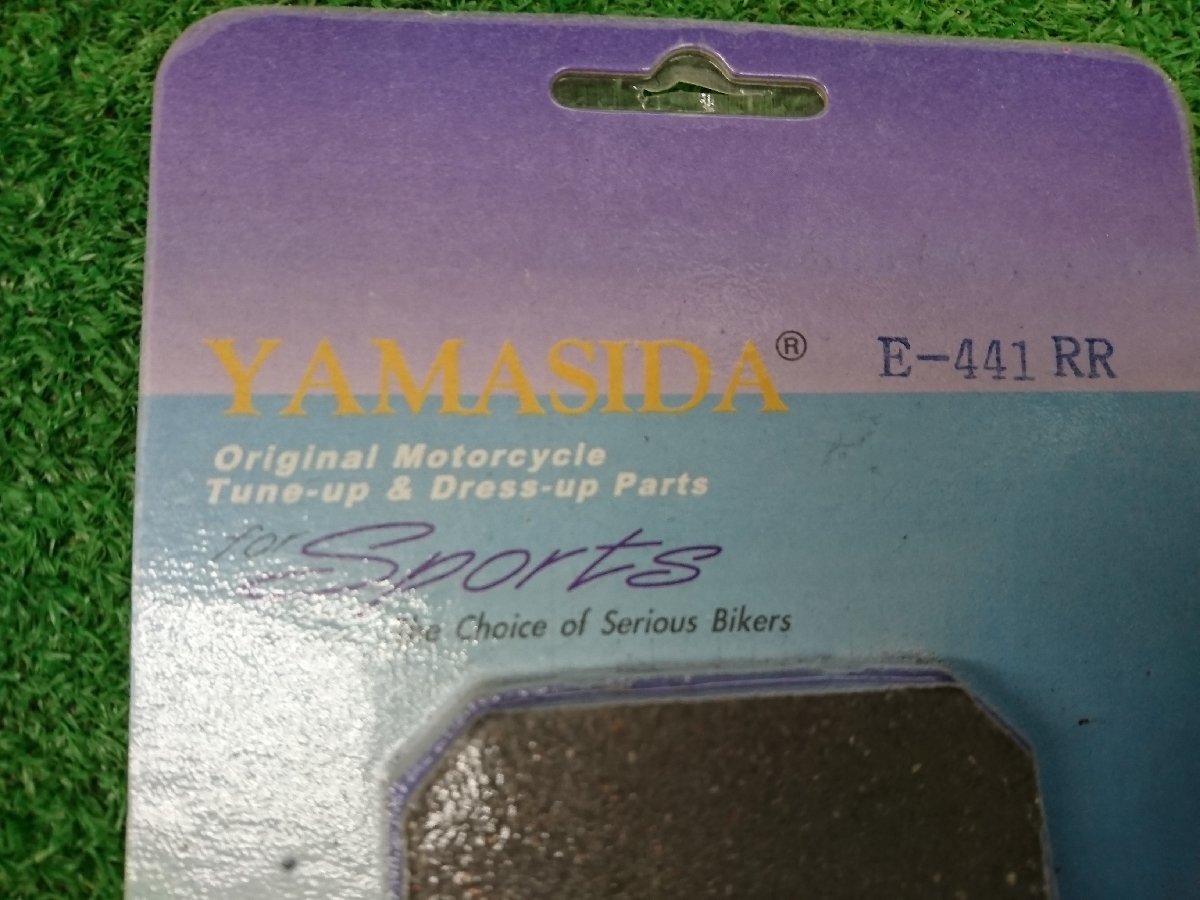 YAMASIDA® E-441 RR
Original Motorcycle
Tune-up & Dress-up Parts
for Sports
The Choice of Serious Bikers